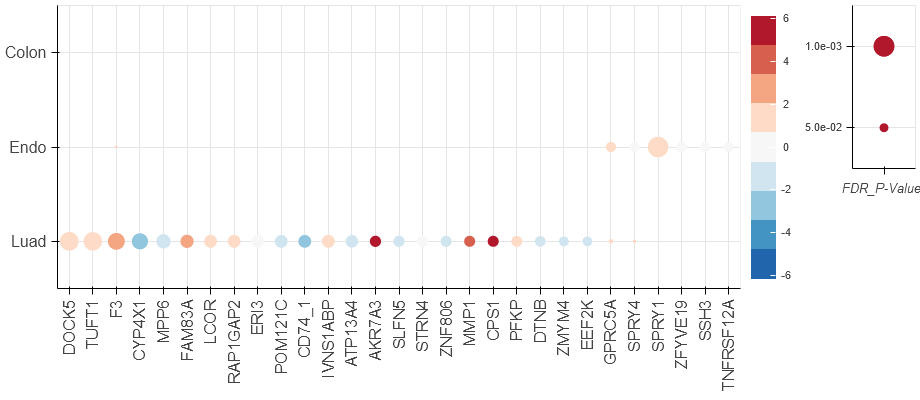 Colon
Endo
Luad
DOCK5
TUFT1
F3
CYP4X1
MPP6
FAM83A
LCOR
RAP1GAP2
ERI3
POM121C
CD74_1
IVNS1ABP
ATP13A4
AKR7A3
SLFN5
STRN4
ZNF806
MMP1
CPS1
PFKP
DTNB
ZMYM4
EEF2K
GPRC5A
SPRY4
SPRY1
ZFYVE19
SSH3
TNFRSF12A
6
4
2
0
-2
-4
-6
1.0e-03
5.0e-02
FDR_P-Value